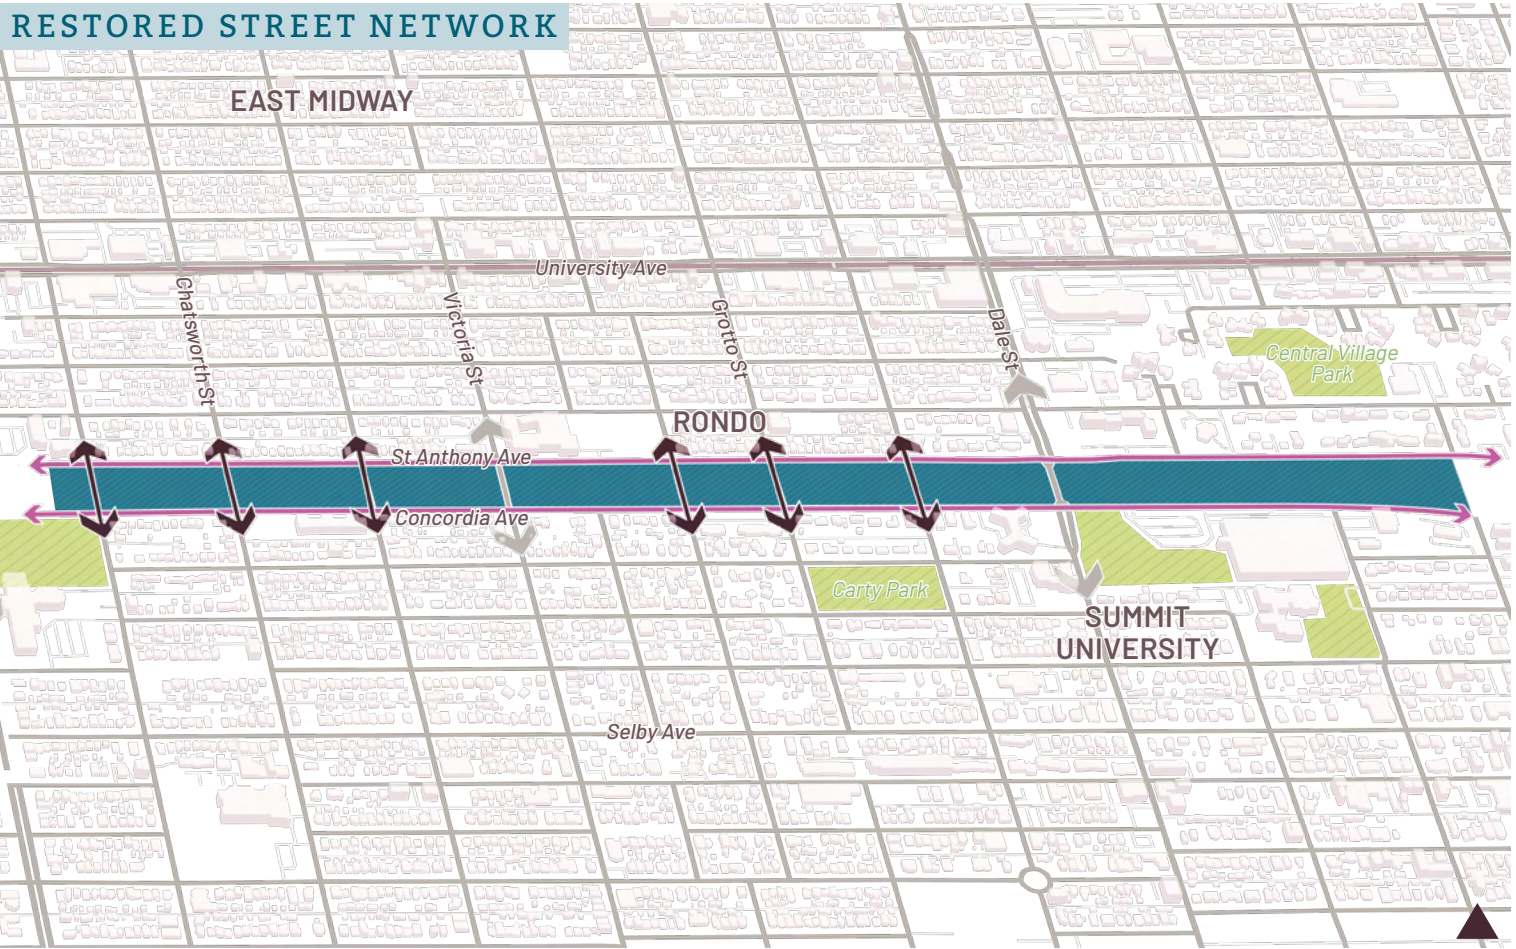 RESTORED STREET NETWORK
EAST MIDWAY
University Ave
Chatsworth St
Victoria St
Grotto St
Dale St
Central Village
Park
RONDO
St Anthony Ave
Concordia Ave
Carty Park
SUMMIT
UNIVERSITY
Selby Ave